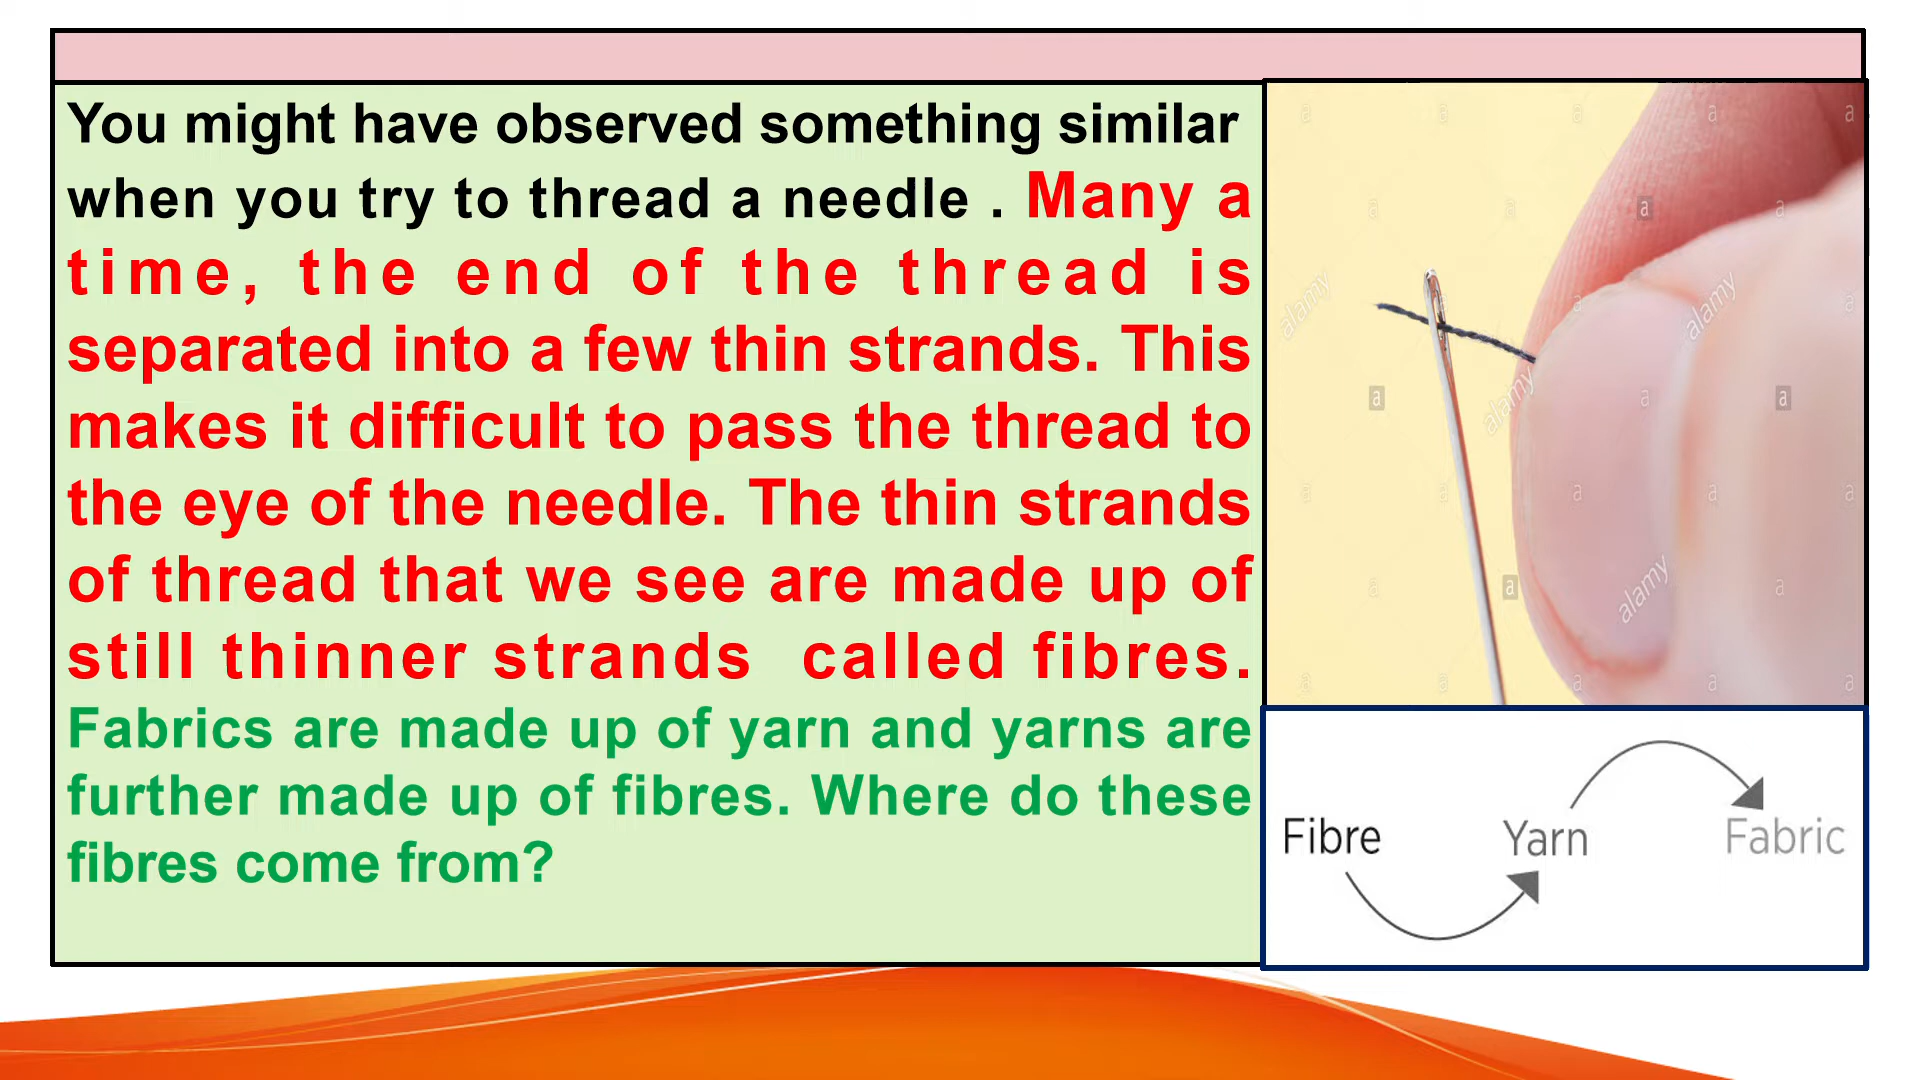 You might have observed something similar
when you try to thread a needle . Many a
time, the end of the thread is
separated into a few thin strands. This
makes it difficult to pass the thread to
the eye of the needle. The thin strands
of thread that we see are made up of
still thinner strands called fibres.
Fabrics are made up of yarn and yarns are
further made up of fibres. Where do these
fibres come from?
alamy
alamy
alamy
alamy
Fibre
Yarn
Fabric